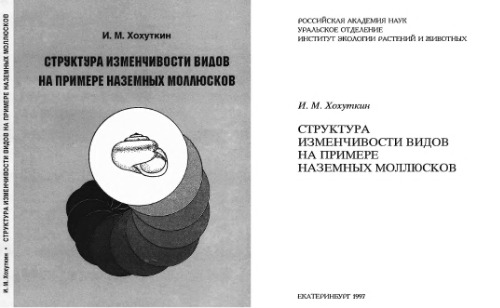 И. М. Хохуткин • СТРУКТУРА ИЗМЕНЧИВОСТИ ВИДОВ НА ПРИМЕРЕ НАЗЕМНЫХ МОЛЛЮСКОВ
И. М. Хохуткин
СТРУКТУРА ИЗМЕНЧИВОСТИ ВИДОВ
НА ПРИМЕРЕ НАЗЕМНЫХ МОЛЛЮСКОВ
РОССИЙСКАЯ АКАДЕМИЯ НАУК
УРАЛЬСКОЕ ОТДЕЛЕНИЕ
ИНСТИТУТ ЭКОЛОГИИ РАСТЕНИЙ И ЖИВОТНЫХ
И. М. Хохуткин
СТРУКТУРА
ИЗМЕНЧИВОСТИ ВИДОВ
НА ПРИМЕРЕ
НАЗЕМНЫХ МОЛЛЮСКОВ
ЕКАТЕРИНБУРГ 1997